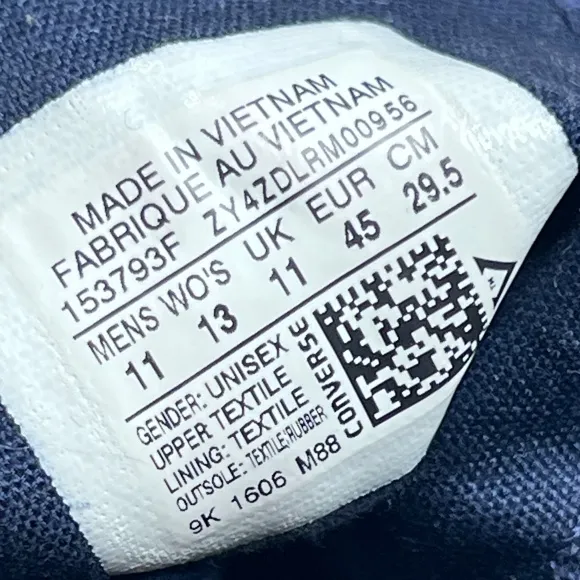 MADE IN VIETNAM
FABRIQUE AU VIETNAM
153793F ZY4ZDLRM00956
MENS WO'S UK EUR CM
11 13 11 45 29.5
GENDER: UNISEX
UPPER: TEXTILE
LINING: TEXTILE
OUTSOLE: TEXTILE/RUBBER
9K 1606 M88
CONVERSE